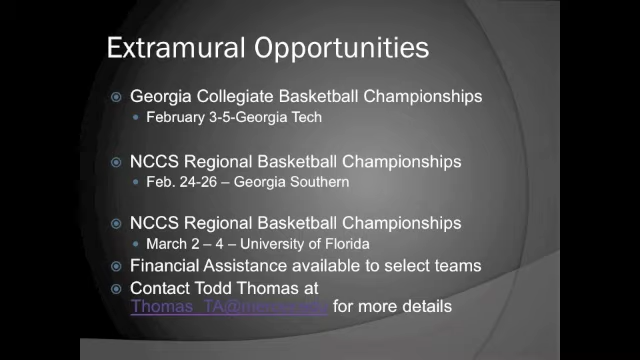 Extramural Opportunities
Georgia Collegiate Basketball Championships
February 3-5-Georgia Tech
NCCS Regional Basketball Championships
Feb. 24-26 – Georgia Southern
NCCS Regional Basketball Championships
March 2 – 4 – University of Florida
Financial Assistance available to select teams
Contact Todd Thomas at
for more details